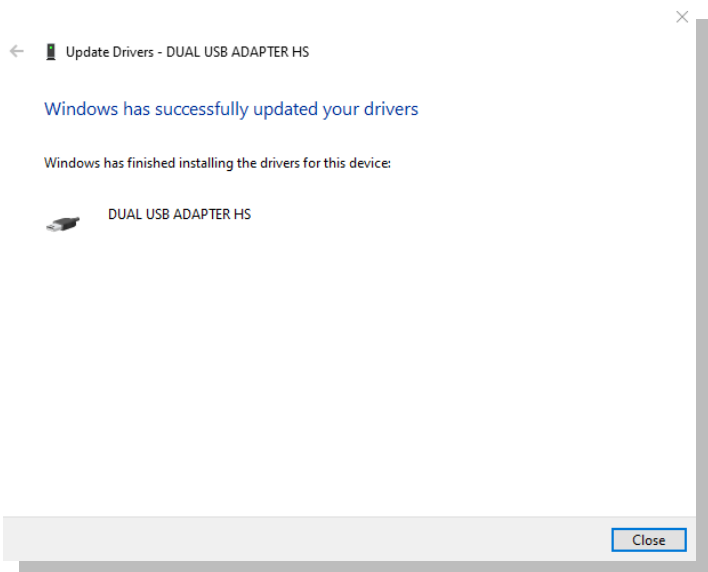 Update Drivers - DUAL USB ADAPTER HS
Windows has successfully updated your drivers
Windows has finished installing the drivers for this device:
DUAL USB ADAPTER HS
Close